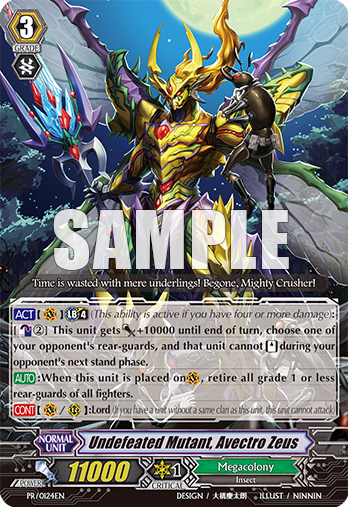 3
GRADE
SAMPLE
Time is wasted with mere underlings! Begone, Mighty Crusher!
ACT [ ] LB4 (This ability is active if you have four or more damage):
[ ②] This unit gets +10000 until end of turn, choose one of
your opponent's rear-guards, and that unit cannot during your
opponent's next stand phase.
AUTO :When this unit is placed on , retire all grade 1 or less
rear-guards of all fighters.
CONT [ / ]:Lord (If you have a unit without a same clan as this unit, this unit cannot attack)
NORMAL UNIT
Undefeated Mutant, Avectro Zeus
POWER 11000
1
CRITICAL
Megacolony
Insect
PR/0124EN
DESIGN / 大橋慶太朗 ILLUST / NINNIN